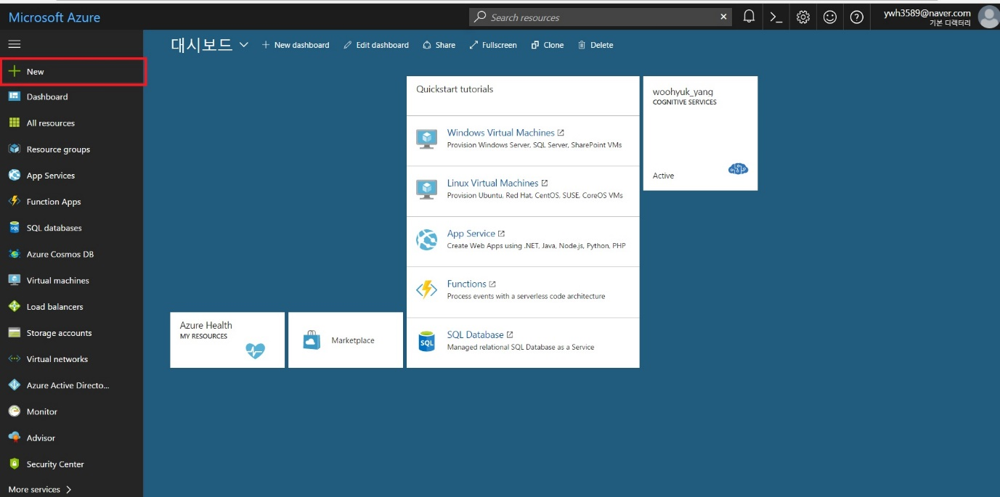 Microsoft Azure
Search resources
ywh3589@naver.com
기본 디렉터리
New
Dashboard
All resources
Resource groups
App Services
Function Apps
SQL databases
Azure Cosmos DB
Virtual machines
Load balancers
Storage accounts
Virtual networks
Azure Active Directo...
Monitor
Advisor
Security Center
More services
대시보드
New dashboard
Edit dashboard
Share
Fullscreen
Clone
Delete
Azure Health
MY RESOURCES
Marketplace
Quickstart tutorials
Windows Virtual Machines
Provision Windows Server, SQL Server, SharePoint VMs
Linux Virtual Machines
Provision Ubuntu, Red Hat, CentOS, SUSE, CoreOS VMs
App Service
Create Web Apps using .NET, Java, Node.js, Python, PHP
Functions
Process events with a serverless code architecture
SQL
SQL Database
Managed relational SQL Database as a Service
woohyuk_yang
COGNITIVE SERVICES
Active